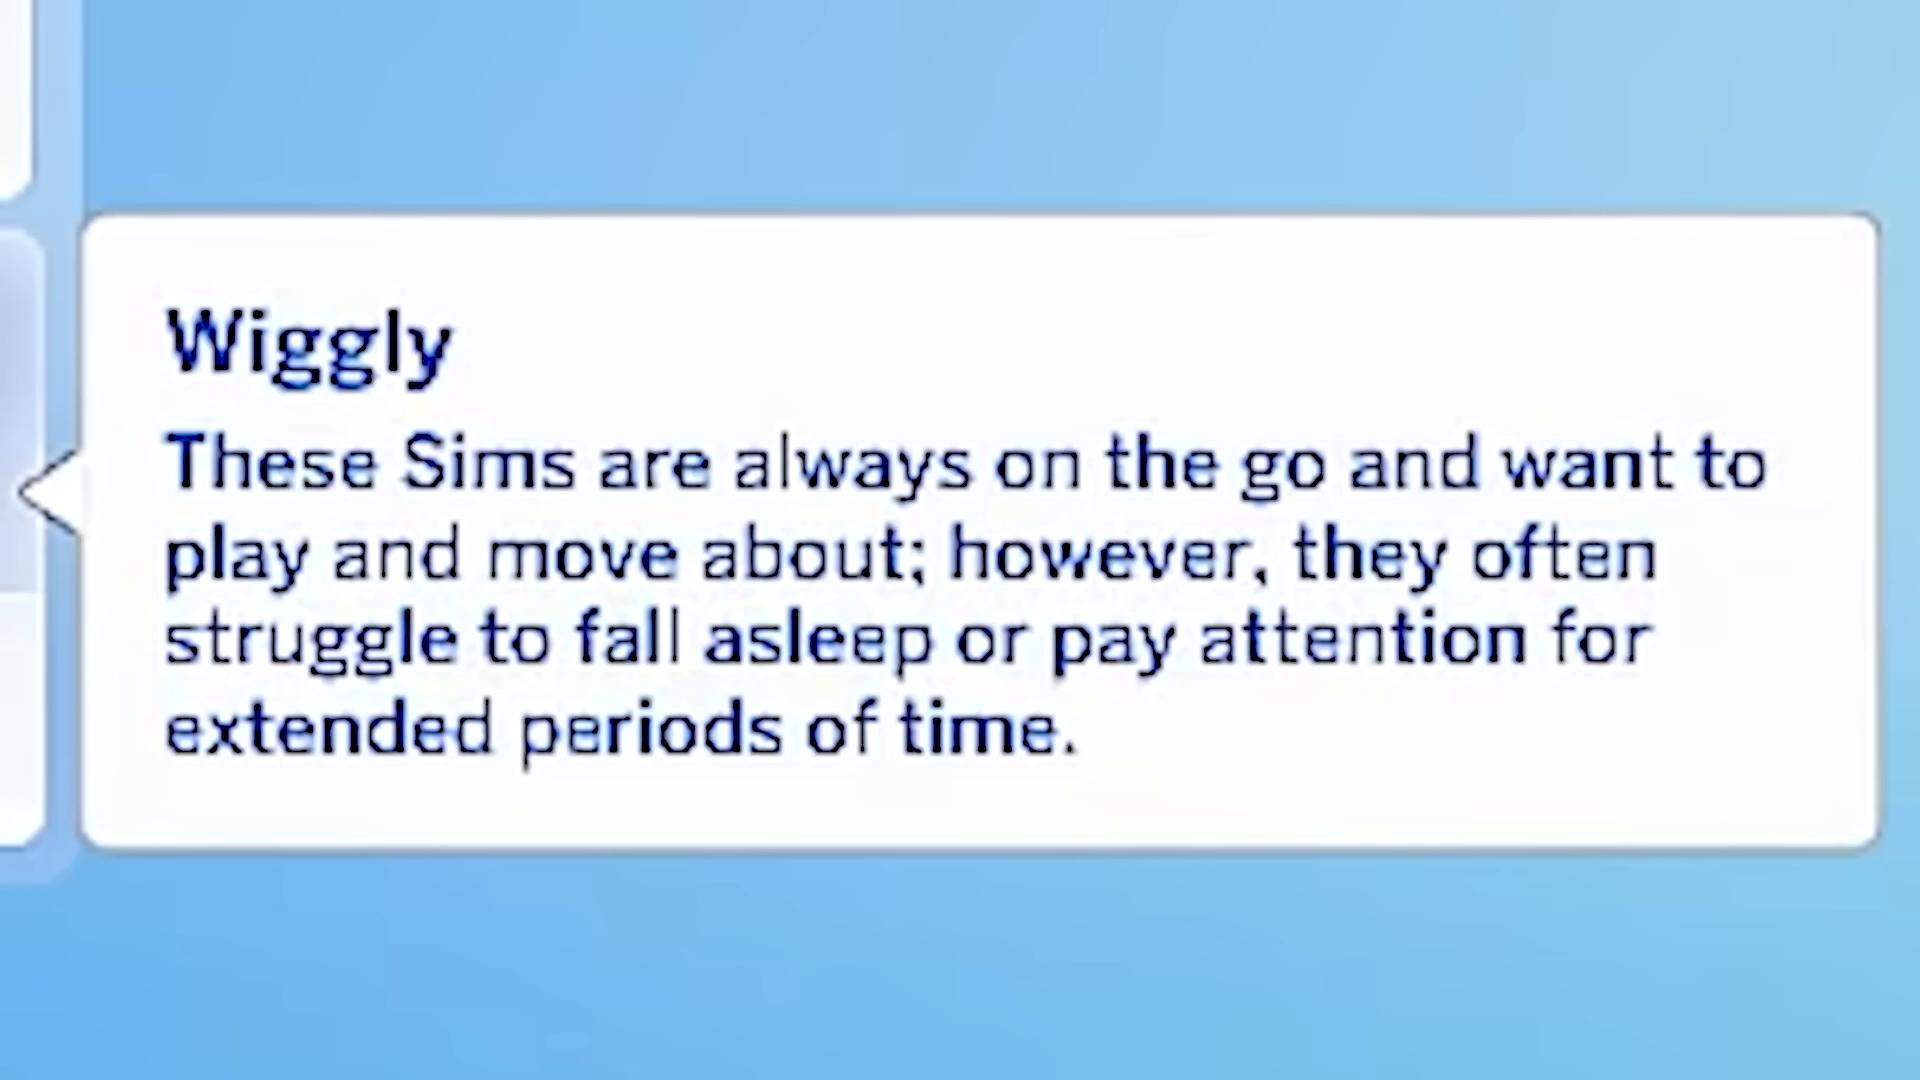 Wiggly
These Sims are always on the go and want to
play and move about; however, they often
struggle to fall asleep or pay attention for
extended periods of time.